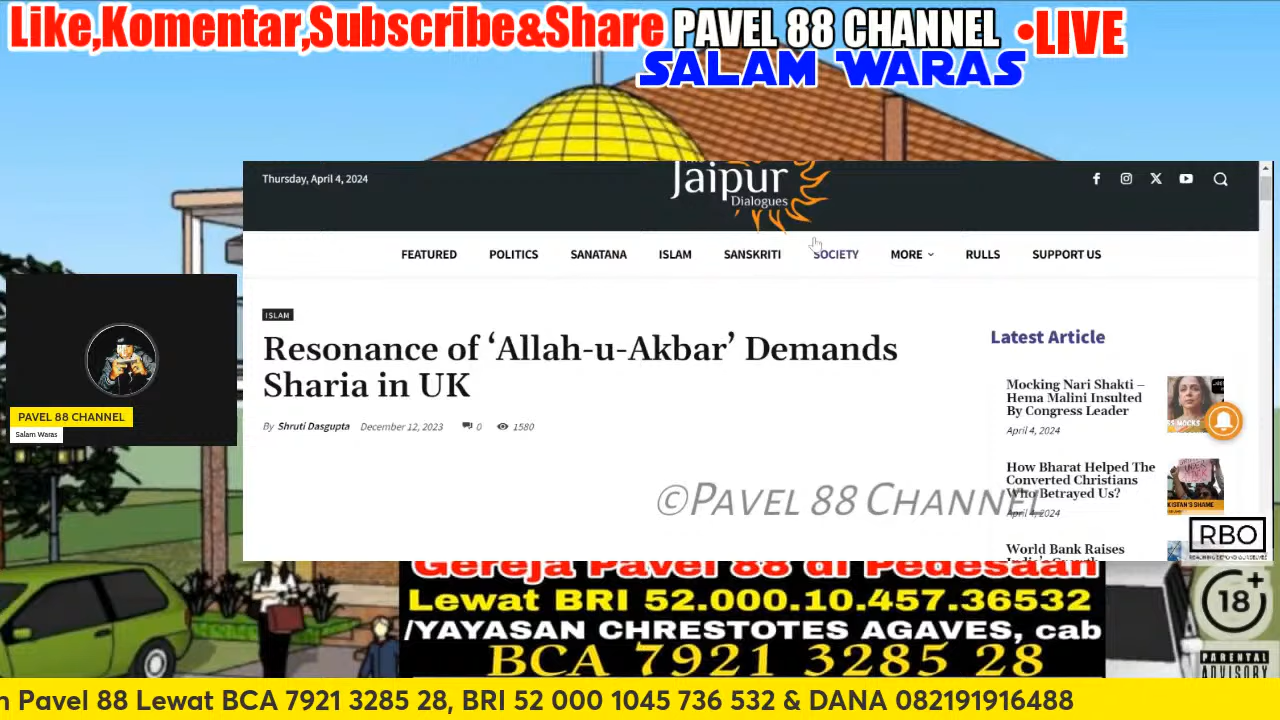 Like,Komentar,Subscribe&Share PAVEL 88 CHANNEL •LIVE
SALAM WARAS
Thursday, April 4, 2024
Jaipur
Dialogues
FEATURED POLITICS SANATANA ISLAM SANSKRITI SOCIETY MORE RULLS SUPPORT US
ISLAM
Resonance of ‘Allah-u-Akbar’ Demands
Sharia in UK
By Shruti Dasgupta December 12, 2023 0 1580
Latest Article
Mocking Nari Shakti –
Hema Malini Insulted
By Congress Leader
April 4, 2024
How Bharat Helped The
Converted Christians
Who Betrayed Us?
April 4, 2024
World Bank Raises
PAVEL 88 CHANNEL
Salam Waras
©PAVEL 88 CHANNEL
RBO
REACHING BEYOND OURSELVES
Gereja Pavel 88 di Pedesaan
Lewat BRI 52.000.10.457.36532
/YAYASAN CHRESTOTES AGAVES, cab
BCA 7921 3285 28
18+
PARENTAL
ADVISORY
n Pavel 88 Lewat BCA 7921 3285 28, BRI 52 000 1045 736 532 & DANA 082191916488